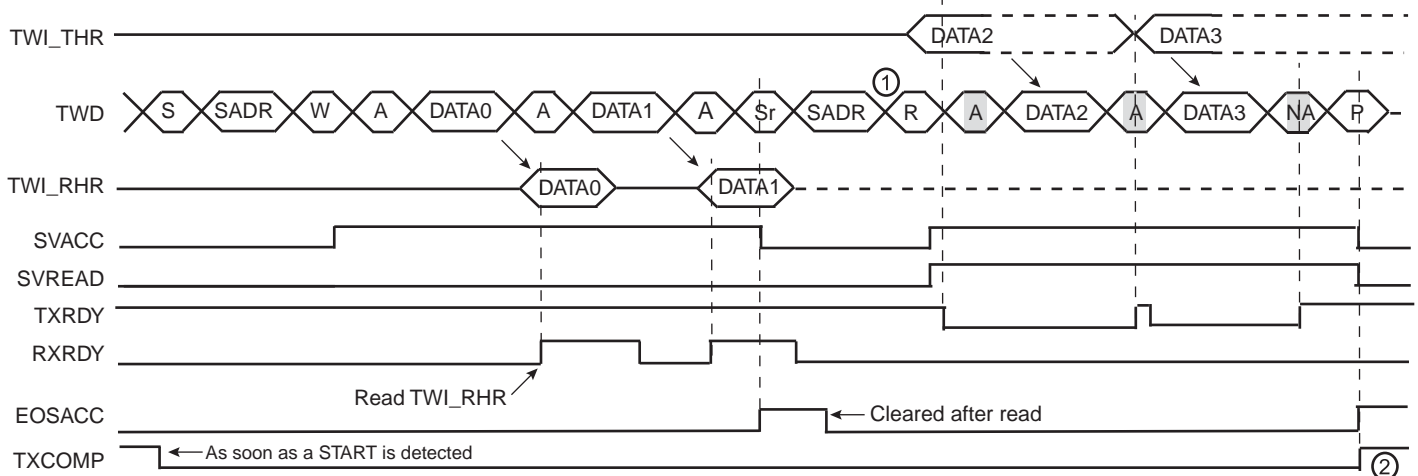 TWI_THR DATA2 DATA3
①
TWD S SADR W A DATA0 A DATA1 A Sr SADR R A DATA2 A DATA3 NA P
TWI_RHR DATA0 DATA1
SVACC
SVREAD
TXRDY
RXRDY
Read TWI_RHR
EOSACC Cleared after read
TXCOMP As soon as a START is detected ②